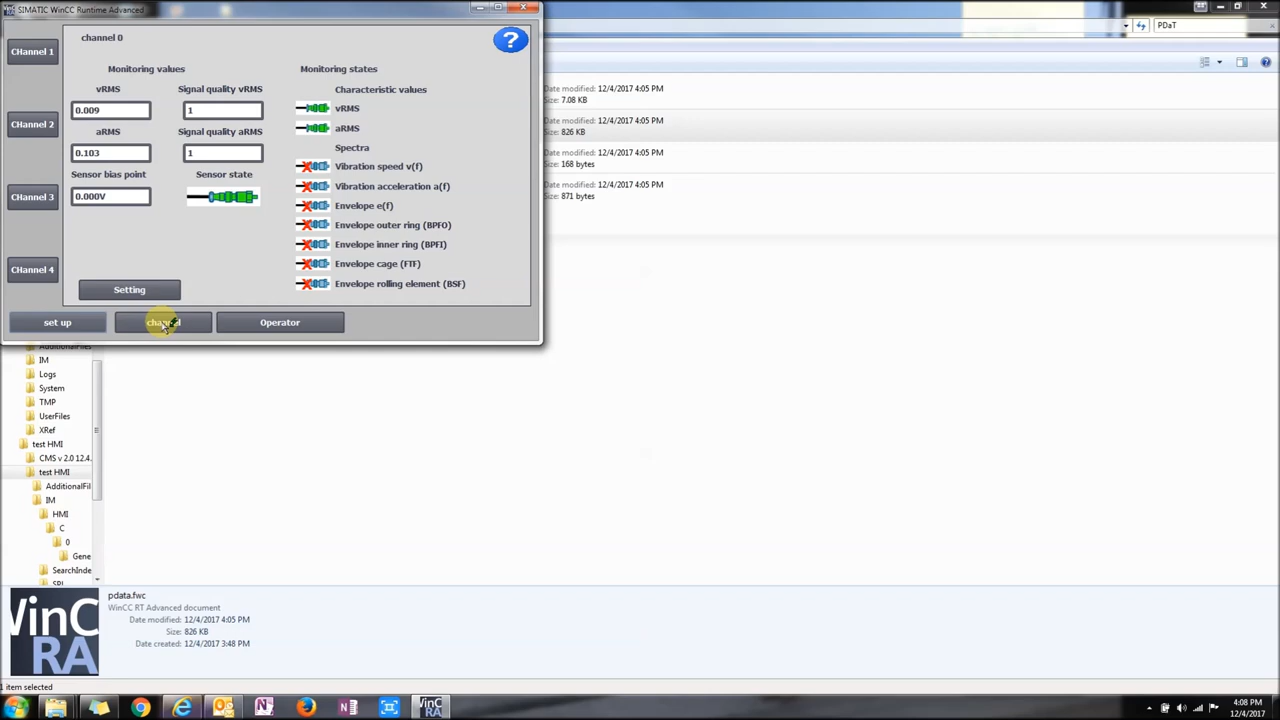 SIMATIC WinCC Runtime Advanced
PDaT
CHannel 1
CHannel 2
CHannel 3
CHannel 4
channel 0
Monitoring values
vRMS
Signal quality vRMS
0.009
1
aRMS
Signal quality aRMS
0.103
1
Sensor bias point
Sensor state
0.000V
Setting
Monitoring states
Characteristic values
vRMS
aRMS
Spectra
Vibration speed v(f)
Vibration acceleration a(f)
Envelope e(f)
Envelope outer ring (BPFO)
Envelope inner ring (BPFI)
Envelope cage (FTF)
Envelope rolling element (BSF)
set up
channel
Operator
Date modified: 12/4/2017 4:05 PM
Size: 7.08 KB
Date modified: 12/4/2017 4:05 PM
Size: 826 KB
Date modified: 12/4/2017 4:05 PM
Size: 168 bytes
Date modified: 12/4/2017 4:05 PM
Size: 871 bytes
AdditionalFiles
IM
Logs
System
TMP
UserFiles
XRef
test HMI
CMS v 2.0 12.4.
test HMI
AdditionalFil
IM
HMI
C
0
Gene
SearchIndex
WinC
RA
pdata.fwc
WinCC RT Advanced document
Date modified: 12/4/2017 4:05 PM
Size: 826 KB
Date created: 12/4/2017 3:48 PM
1 item selected
WinC
RA
4:08 PM
12/4/2017